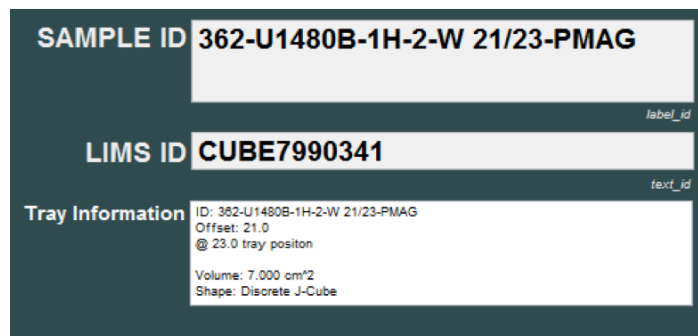 SAMPLE ID 362-U1480B-1H-2-W 21/23-PMAG
label_id
LIMS ID CUBE7990341
text_id
Tray Information ID: 362-U1480B-1H-2-W 21/23-PMAG
Offset: 21.0
@ 23.0 tray positon
Volume: 7.000 cm^2
Shape: Discrete J-Cube